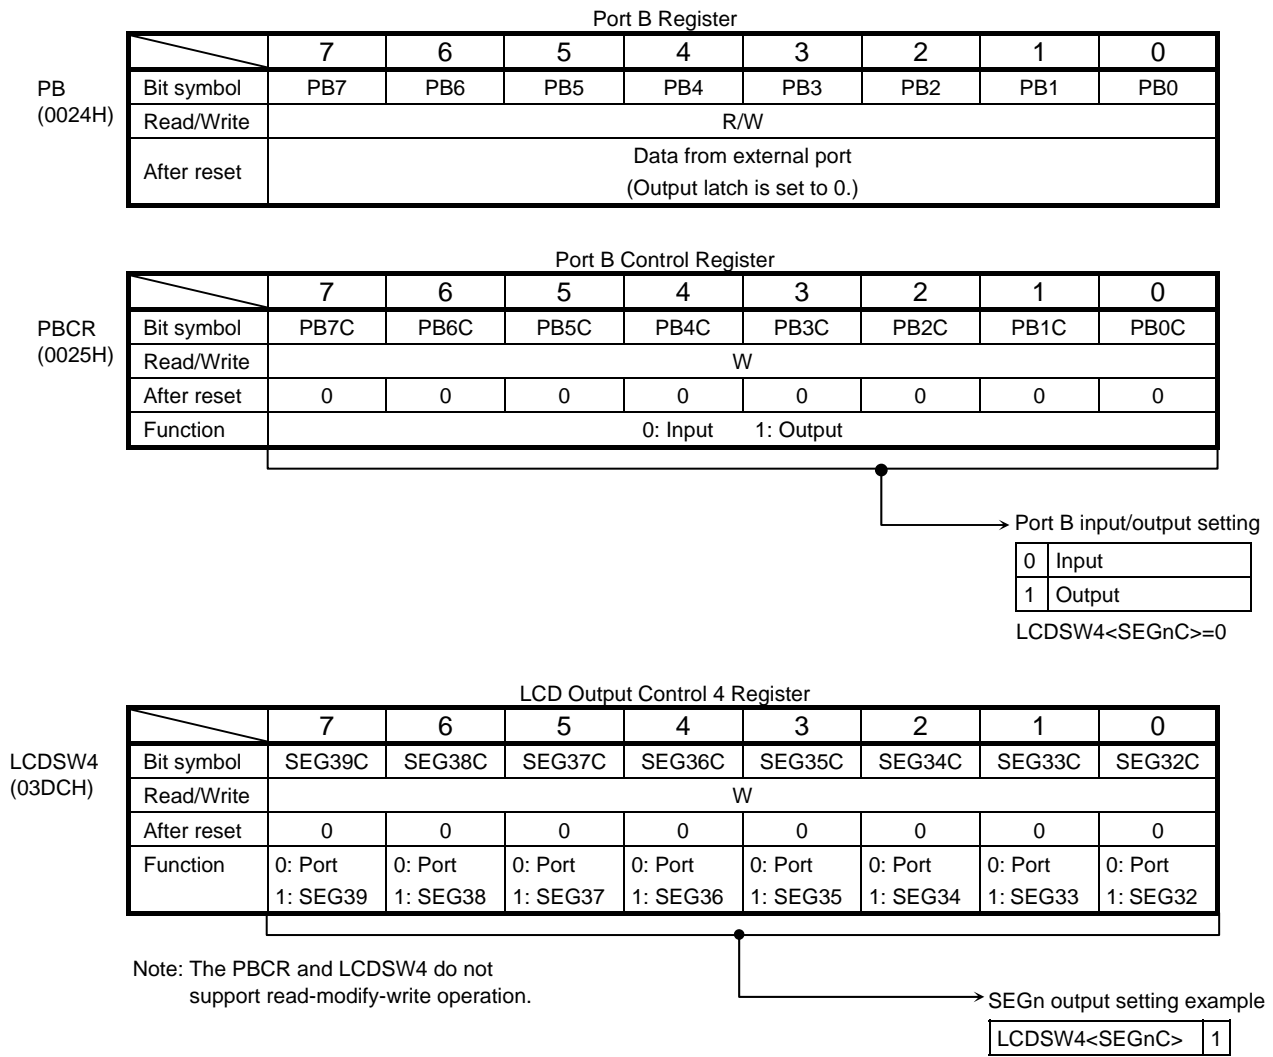 Port B Register
7 6 5 4 3 2 1 0
PB
(0024H)
Bit symbol PB7 PB6 PB5 PB4 PB3 PB2 PB1 PB0
Read/Write R/W
After reset Data from external port
(Output latch is set to 0.)
Port B Control Register
7 6 5 4 3 2 1 0
PBCR
(0025H)
Bit symbol PB7C PB6C PB5C PB4C PB3C PB2C PB1C PB0C
Read/Write W
After reset 0 0 0 0 0 0 0 0
Function 0: Input 1: Output
Port B input/output setting
0 Input
1 Output
LCDSW4<SEGnC>=0
LCD Output Control 4 Register
7 6 5 4 3 2 1 0
LCDSW4
(03DCH)
Bit symbol SEG39C SEG38C SEG37C SEG36C SEG35C SEG34C SEG33C SEG32C
Read/Write W
After reset 0 0 0 0 0 0 0 0
Function 0: Port 0: Port 0: Port 0: Port 0: Port 0: Port 0: Port 0: Port
1: SEG39 1: SEG38 1: SEG37 1: SEG36 1: SEG35 1: SEG34 1: SEG33 1: SEG32
Note: The PBCR and LCDSW4 do not
support read-modify-write operation.
SEGn output setting example
LCDSW4<SEGnC> 1